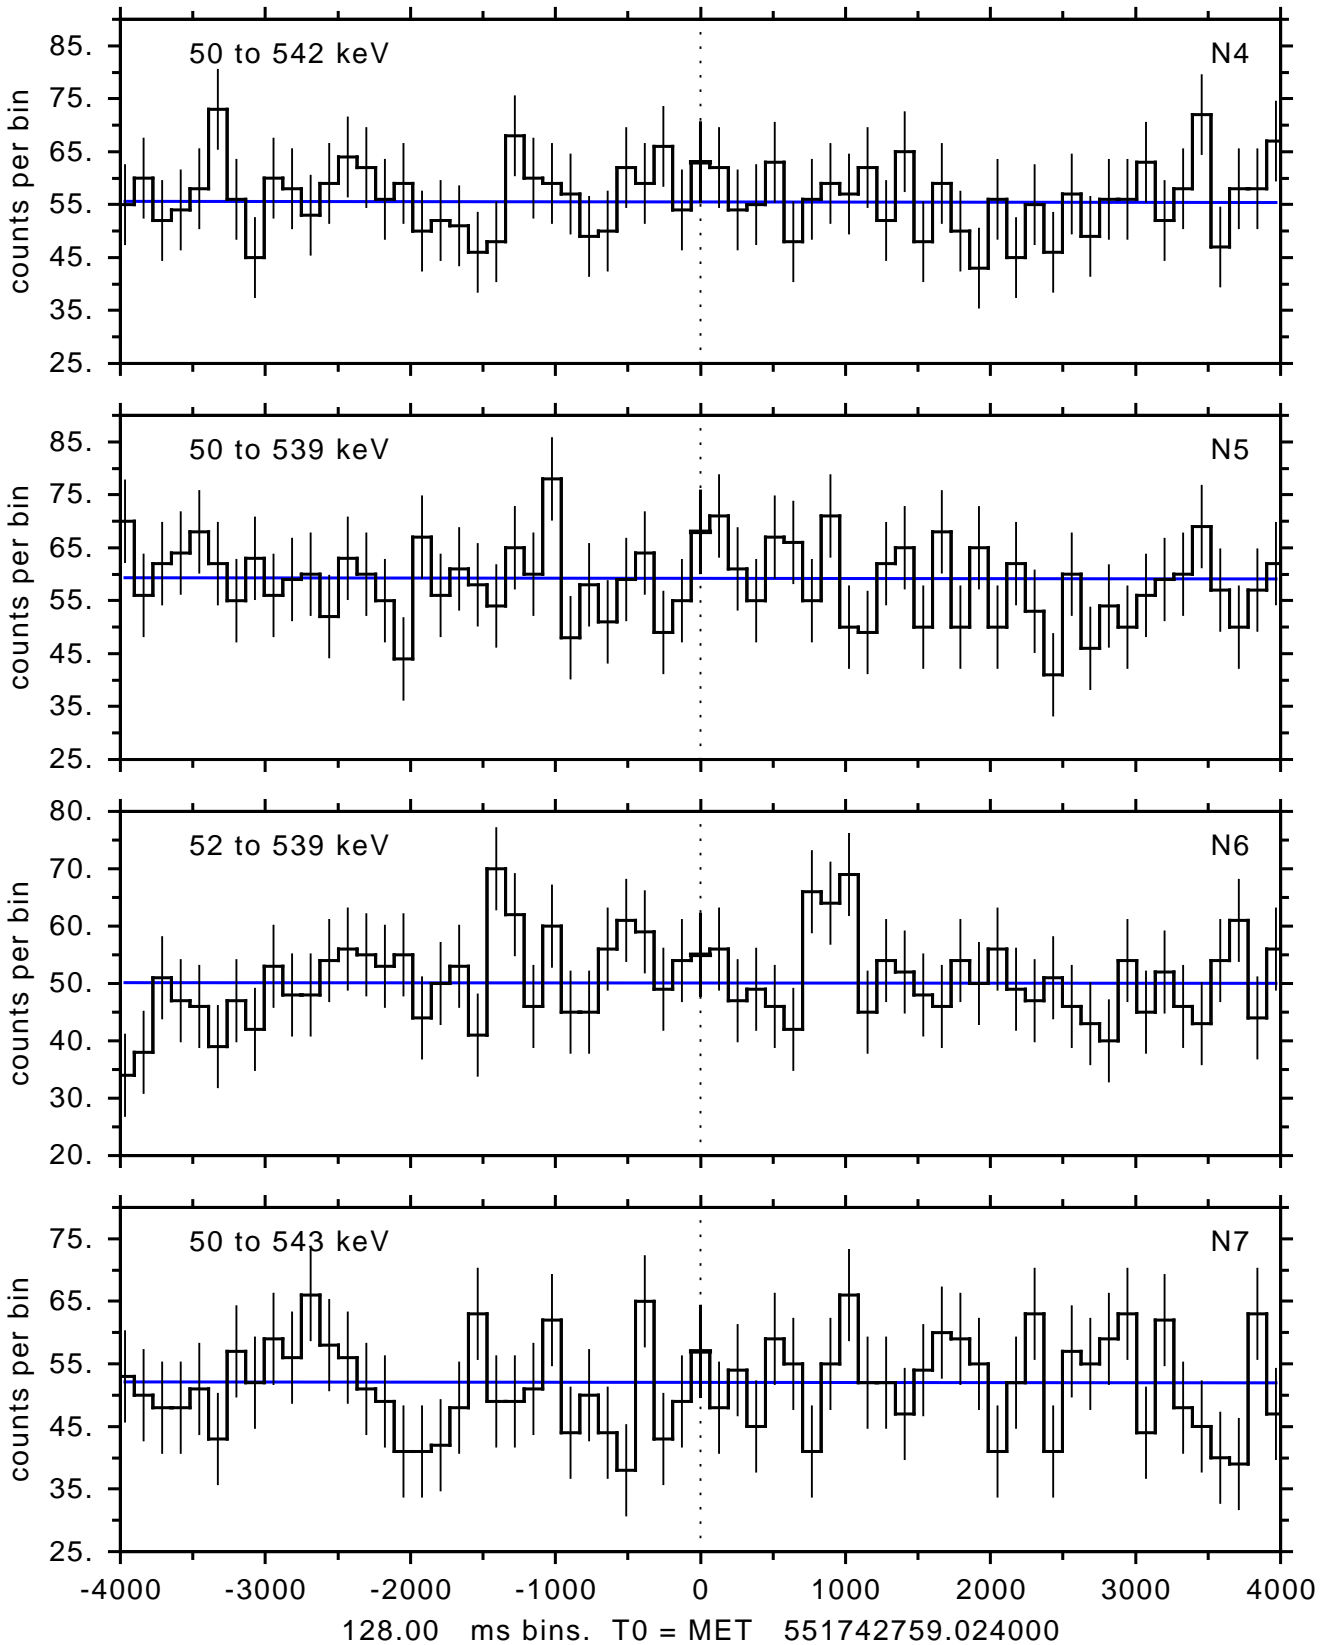 50 to 542 keV N4
85.
75.
65.
55.
45.
35.
25.
counts per bin
50 to 539 keV N5
85.
75.
65.
55.
45.
35.
25.
counts per bin
52 to 539 keV N6
80.
70.
60.
50.
40.
30.
20.
counts per bin
50 to 543 keV N7
75.
65.
55.
45.
35.
25.
counts per bin
-4000 -3000 -2000 -1000 0 1000 2000 3000 4000
128.00 ms bins. T0 = MET 551742759.024000